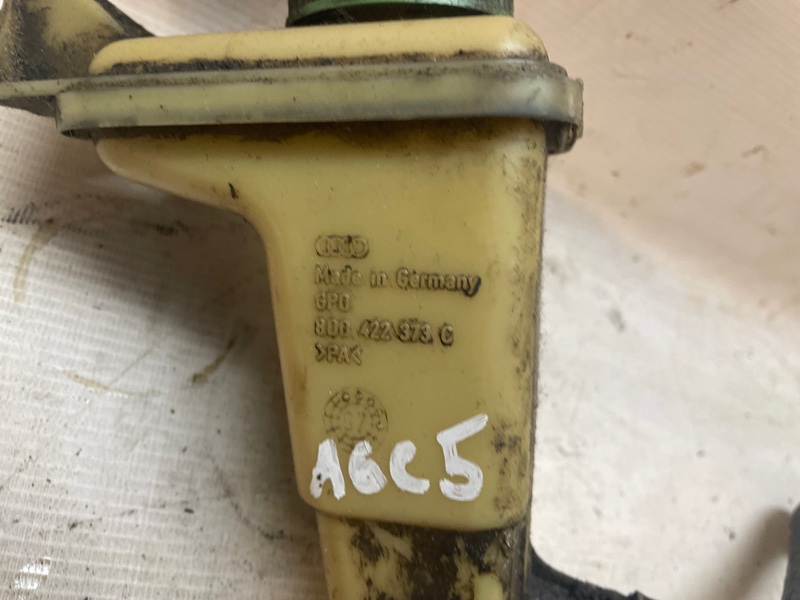 Made in Germany
GPO
8D0 422 373 C
>PA<
A6C5